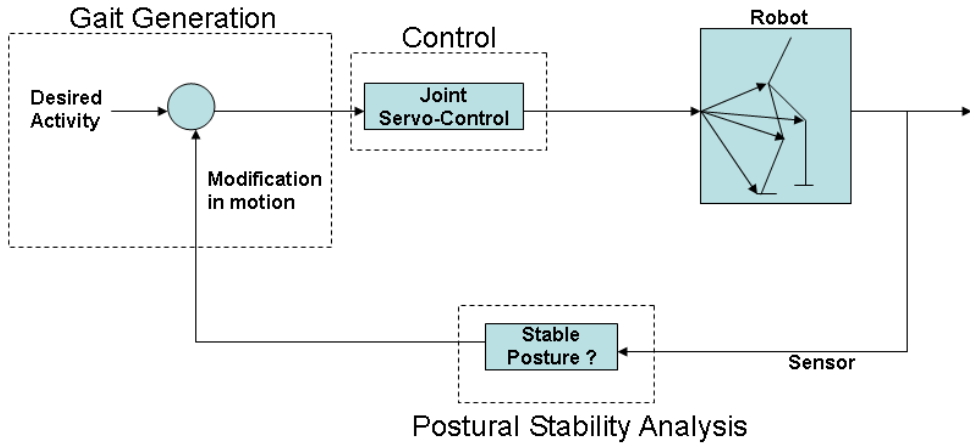 Gait Generation
Control
Robot
Desired
Activity
Joint
Servo-Control
Modification
in motion
Stable
Posture ?
Sensor
Postural Stability Analysis